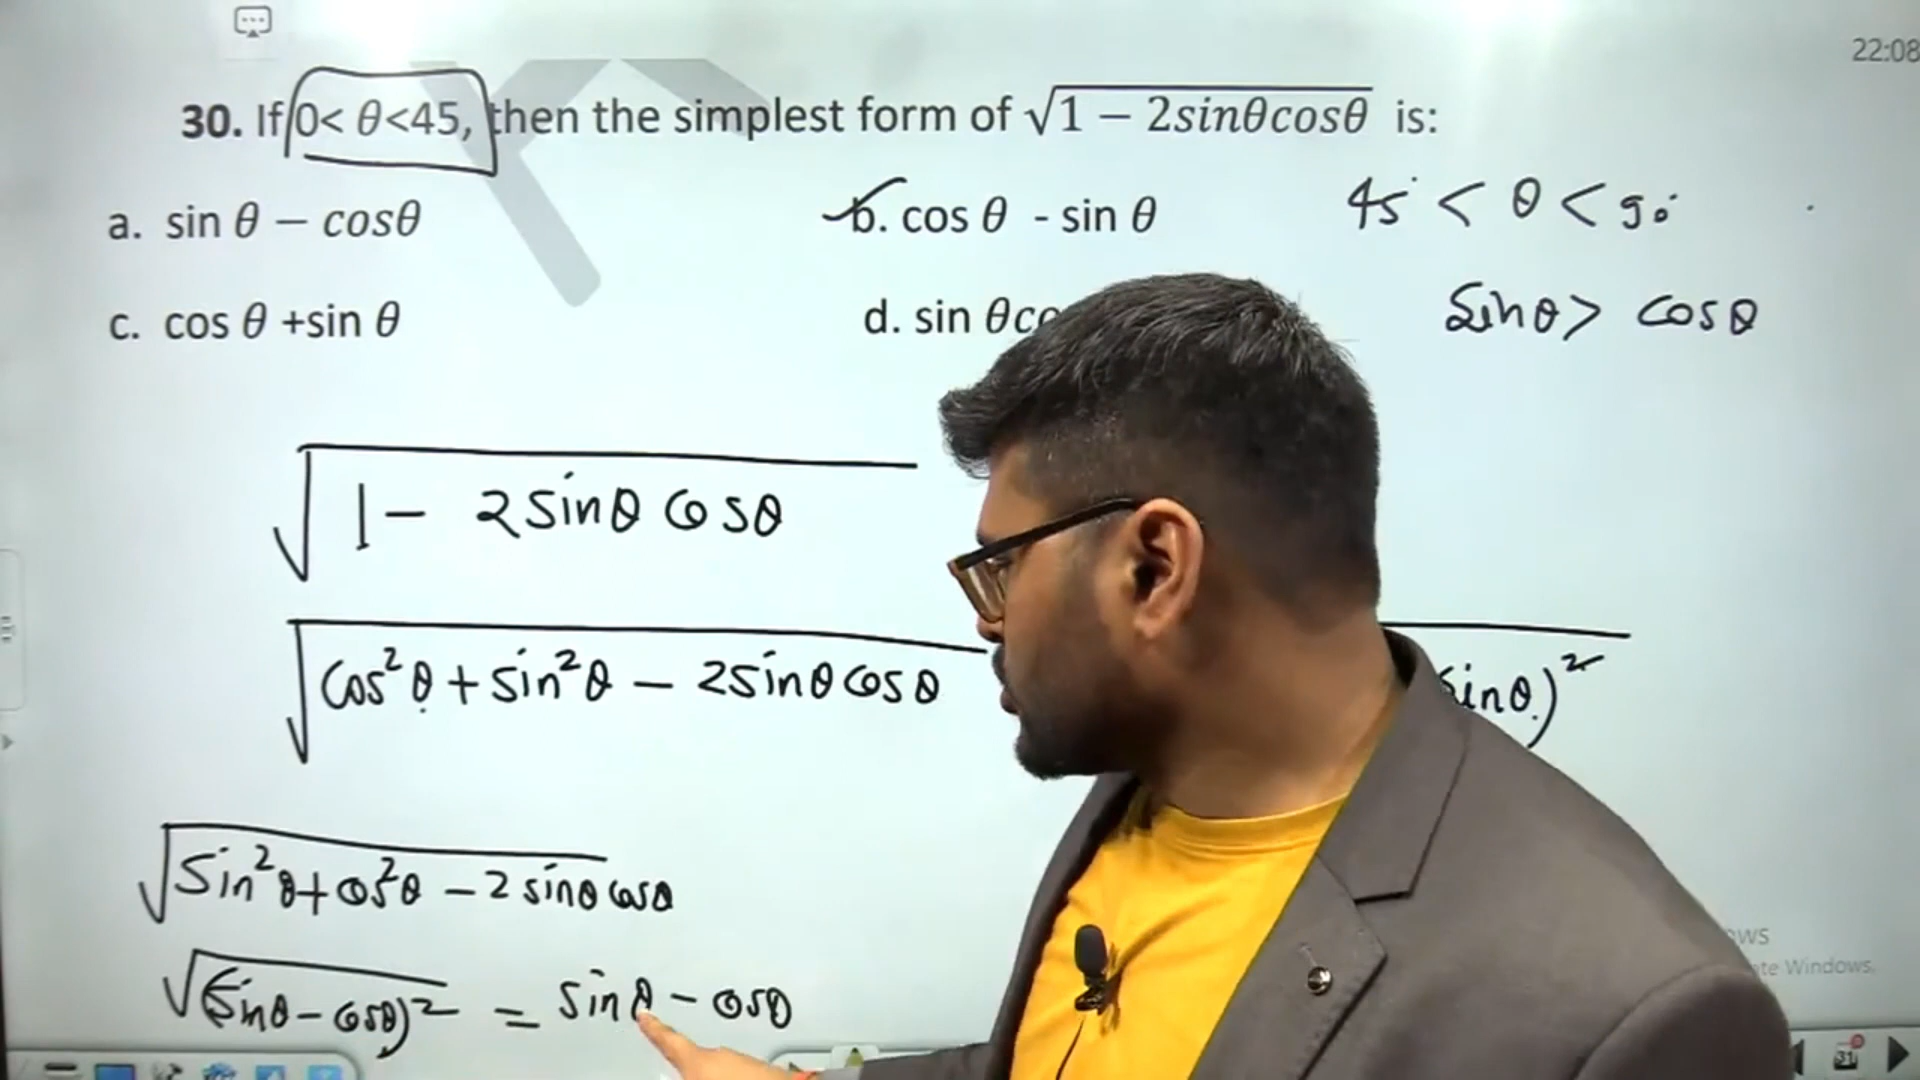 22:08
30. If 0< θ<45, then the simplest form of √1 − 2sinθcosθ is:
a. sin θ − cosθ
b. cos θ - sin θ
45° < θ < 90°
c. cos θ +sin θ
d. sin θ
sinθ > cosθ
√1 − 2sinθ cosθ
√cos²θ + sin²θ − 2sinθ cosθ
sinθ)²
√sin²θ + cos²θ − 2 sinθ cosθ
√(sinθ − cosθ)² = sinθ − cosθ
Windows.
31